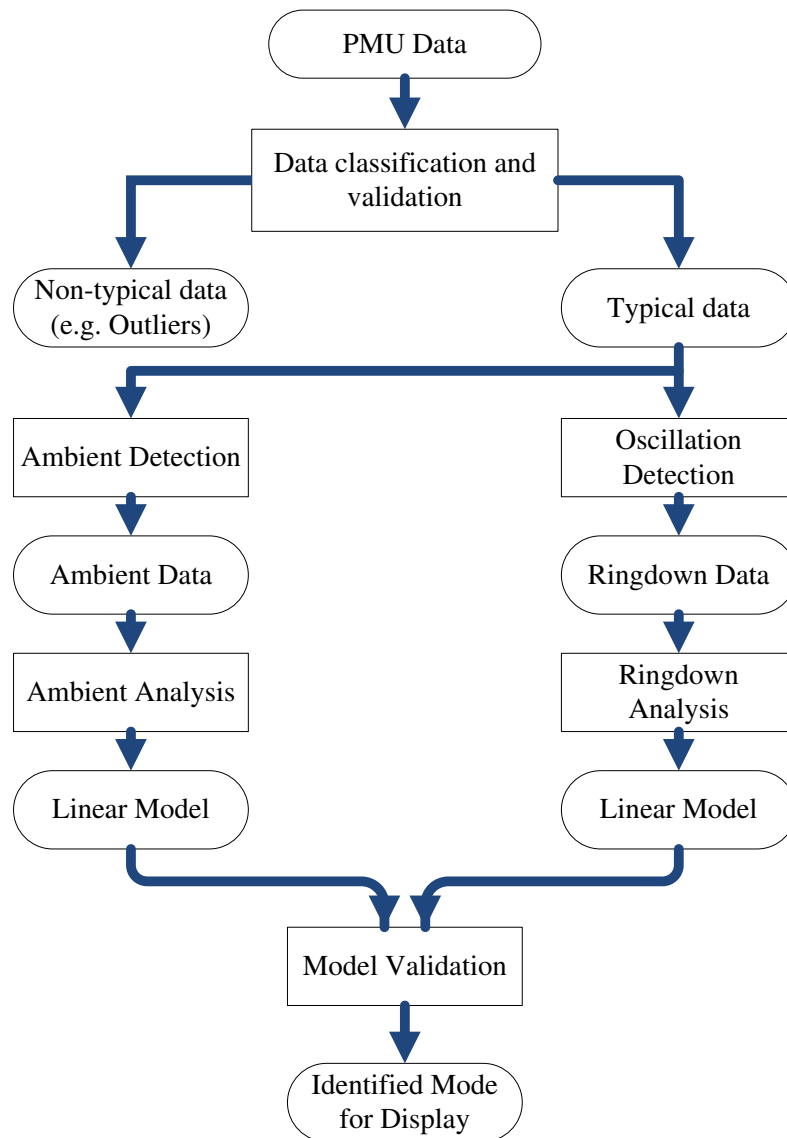 PMU Data
Data classification and
validation
Non-typical data
(e.g. Outliers)
Typical data
Ambient Detection
Oscillation
Detection
Ambient Data
Ringdown Data
Ambient Analysis
Ringdown
Analysis
Linear Model
Linear Model
Model Validation
Identified Mode
for Display